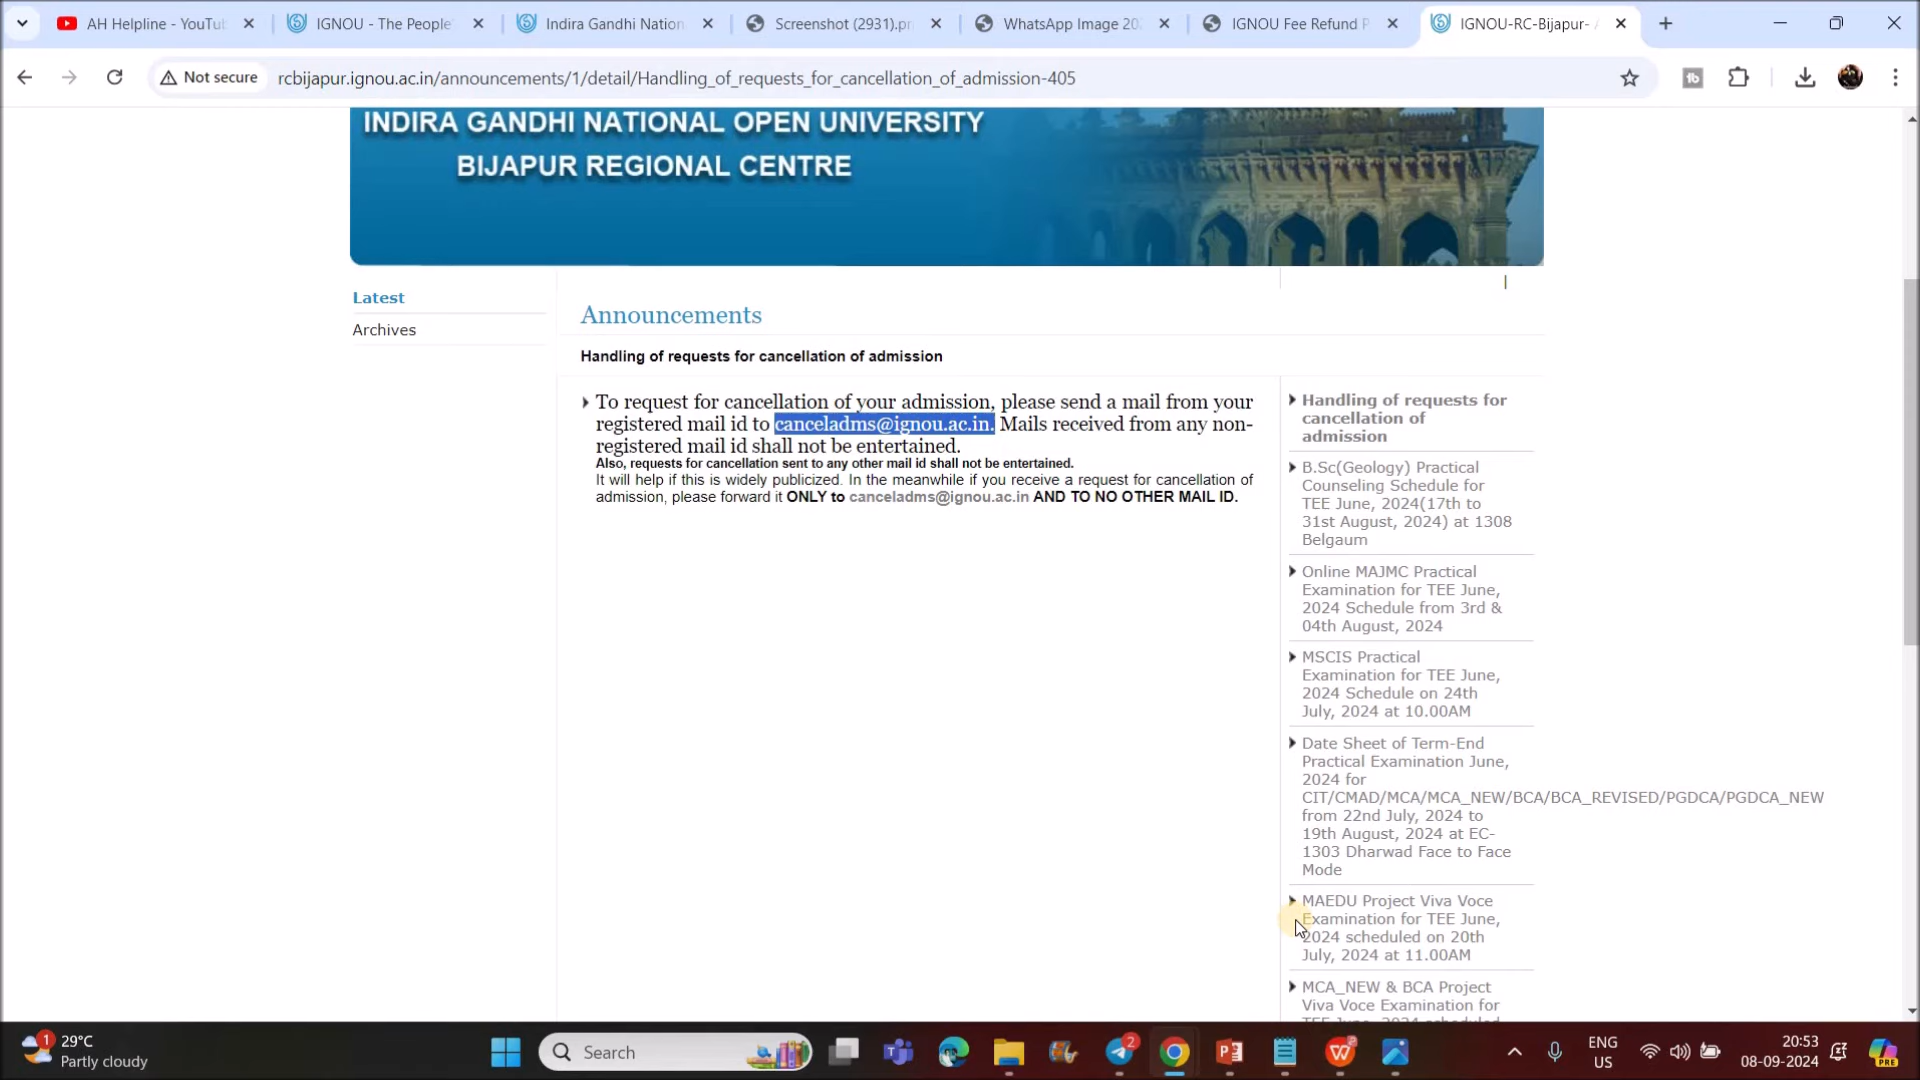 AH Helpline - YouTub
IGNOU - The People'
Indira Gandhi Nation
Screenshot (2931).pn
WhatsApp Image 202
IGNOU Fee Refund P
IGNOU-RC-Bijapur- A
Not secure
rcbijapur.ignou.ac.in/announcements/1/detail/Handling_of_requests_for_cancellation_of_admission-405
INDIRA GANDHI NATIONAL OPEN UNIVERSITY
BIJAPUR REGIONAL CENTRE
Latest
Archives
Announcements
Handling of requests for cancellation of admission
To request for cancellation of your admission, please send a mail from your
registered mail id to canceladms@ignou.ac.in. Mails received from any non-
registered mail id shall not be entertained.
Also, requests for cancellation sent to any other mail id shall not be entertained.
It will help if this is widely publicized. In the meanwhile if you receive a request for cancellation of
admission, please forward it ONLY to canceladms@ignou.ac.in AND TO NO OTHER MAIL ID.
Handling of requests for
cancellation of
admission
B.Sc(Geology) Practical
Counseling Schedule for
TEE June, 2024(17th to
31st August, 2024) at 1308
Belgaum
Online MAJMC Practical
Examination for TEE June,
2024 Schedule from 3rd &
04th August, 2024
MSCIS Practical
Examination for TEE June,
2024 Schedule on 24th
July, 2024 at 10.00AM
Date Sheet of Term-End
Practical Examination June,
2024 for
CIT/CMAD/MCA/MCA_NEW/BCA/BCA_REVISED/PGDCA/PGDCA_NEW
from 22nd July, 2024 to
19th August, 2024 at EC-
1303 Dharwad Face to Face
Mode
MAEDU Project Viva Voce
Examination for TEE June,
2024 scheduled on 20th
July, 2024 at 11.00AM
MCA_NEW & BCA Project
Viva Voce Examination for
TEE June, 2024 scheduled
1
29°C
Partly cloudy
Search
2
ENG
US
20:53
08-09-2024
PRE